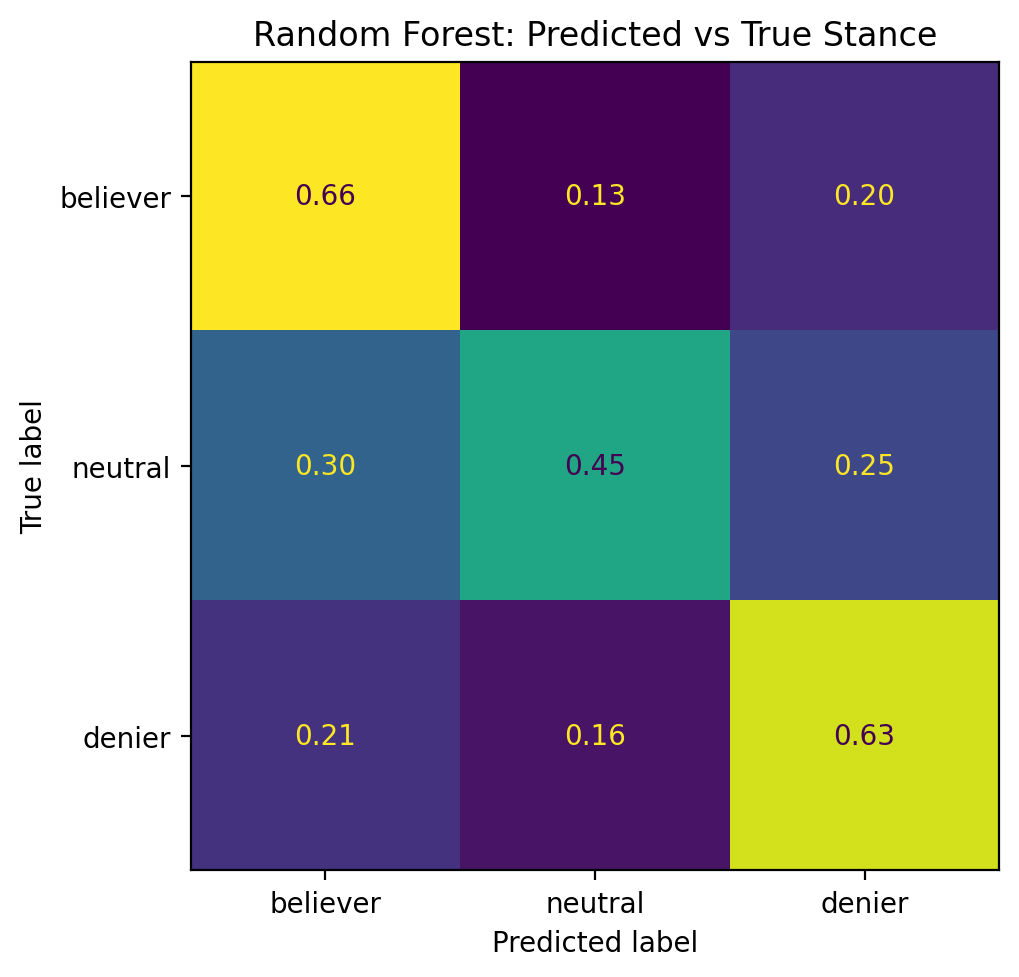 Random Forest: Predicted vs True Stance
believer 0.66 0.13 0.20
neutral 0.30 0.45 0.25
denier 0.21 0.16 0.63
True label
believer neutral denier
Predicted label